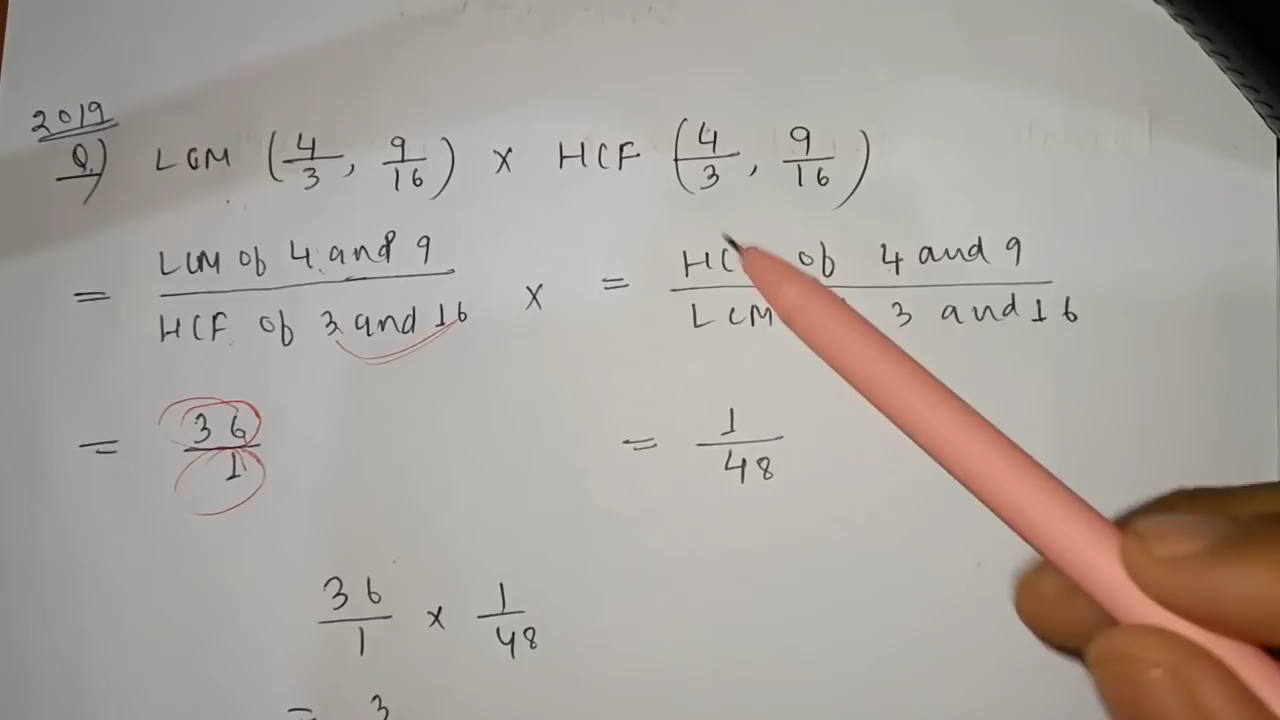 2019
Q) LCM (4/3, 9/16) x HCF (4/3, 9/16)
= LCM of 4 and 9 / HCF of 3 and 16 x = HC of 4 and 9 / LCM 3 and 16
= 36/1 = 1/48
36/1 x 1/48
= 3